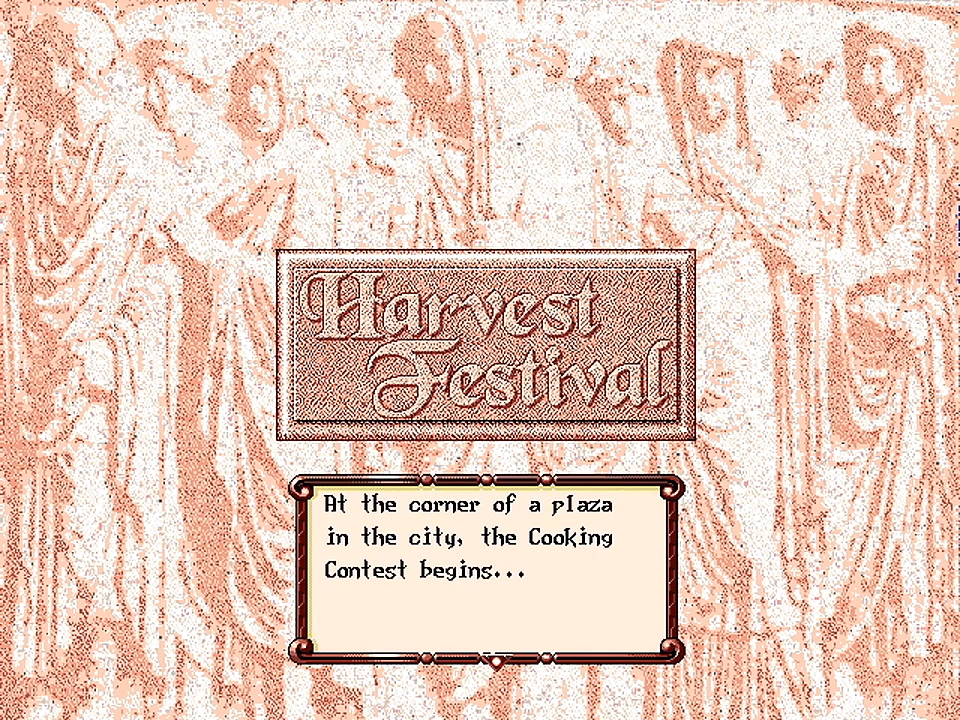 Harvest
Festival
At the corner of a plaza
in the city, the Cooking
Contest begins...